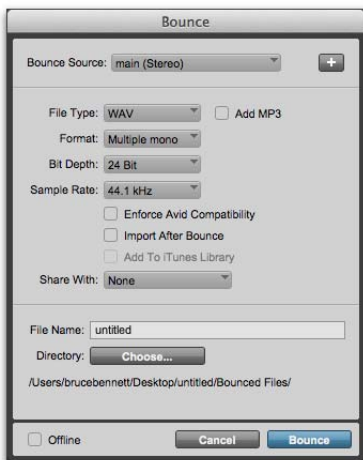 Bounce
Bounce Source: main (Stereo) +
File Type: WAV Add MP3
Format: Multiple mono
Bit Depth: 24 Bit
Sample Rate: 44.1 kHz
Enforce Avid Compatibility
Import After Bounce
Add To iTunes Library
Share With: None
File Name: untitled
Directory: Choose...
/Users/brucebennett/Desktop/untitled/Bounced Files/
Offline Cancel Bounce